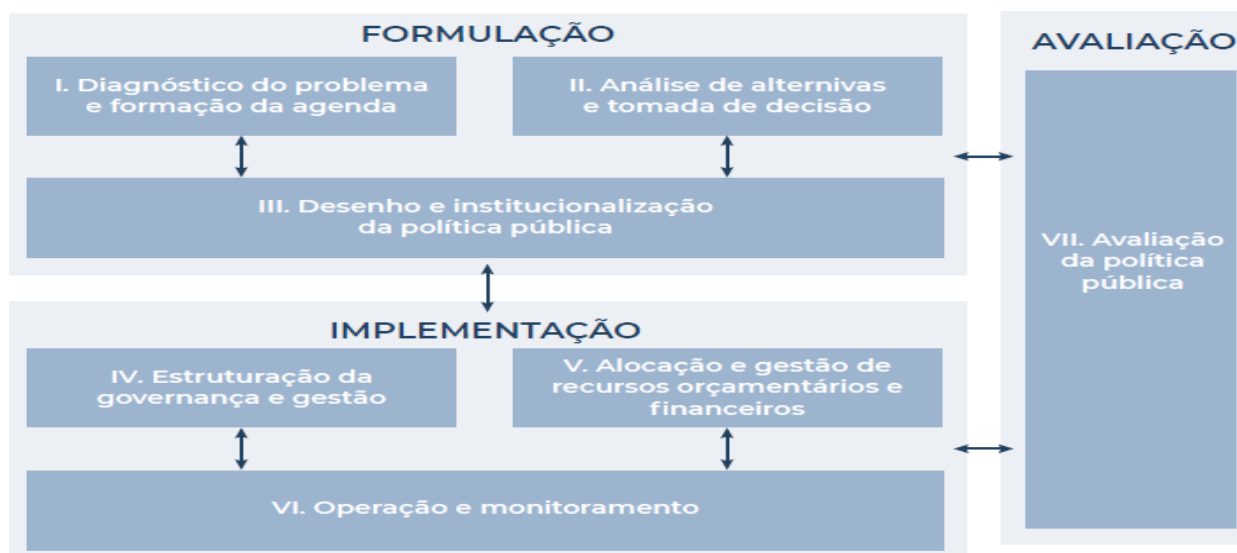 FORMULAÇÃO
I. Diagnóstico do problema
e formação da agenda
II. Análise de alternivas
e tomada de decisão
III. Desenho e institucionalização
da política pública
IMPLEMENTAÇÃO
IV. Estruturação da
governança e gestão
V. Alocação e gestão de
recursos orçamentários e
financeiros
VI. Operação e monitoramento
AVALIAÇÃO
VII. Avaliação
da política
pública